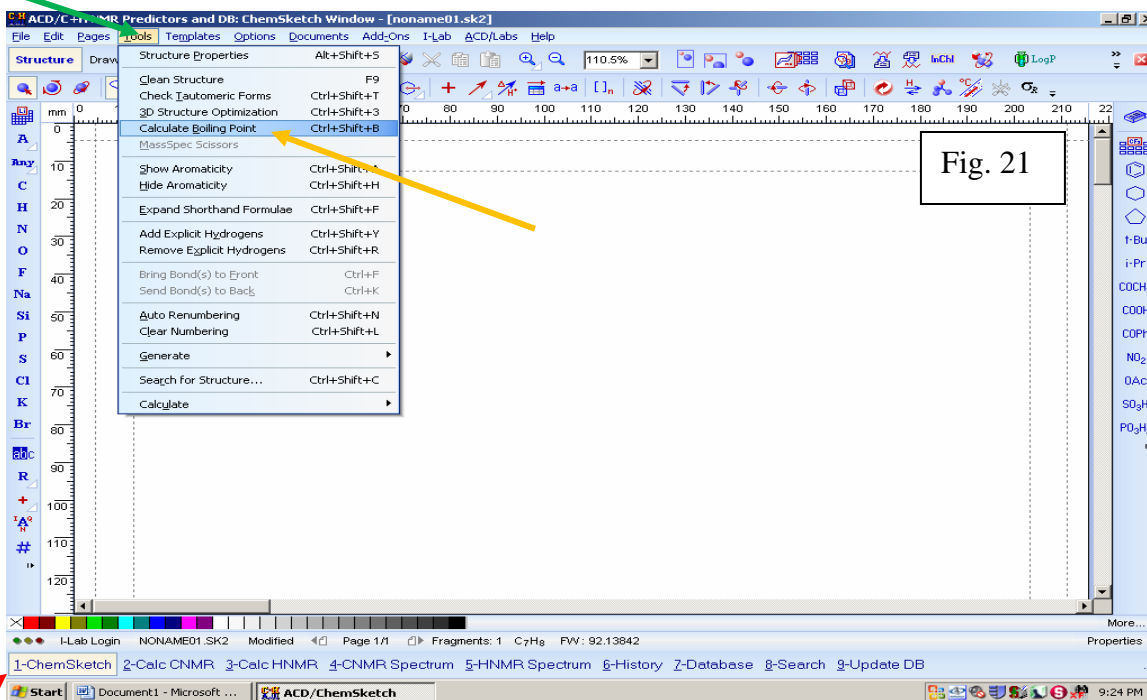 ACD/C+H NMR Predictors and DB: ChemSketch Window - [noname01.sk2]
File Edit Pages Tools Templates Options Documents Add-Ons I-Lab ACD/Labs Help
Structure Draw 110.5% InChI LogP
a→a []n
mm 0 80 90 100 110 120 130 140 150 160 170 180 190 200 210 22
Structure Properties Alt+Shift+S
Clean Structure F9
Check Tautomeric Forms Ctrl+Shift+T
3D Structure Optimization Ctrl+Shift+3
Calculate Boiling Point Ctrl+Shift+B
MassSpec Scissors
Show Aromaticity
Hide Aromaticity Ctrl+Shift+H
Expand Shorthand Formulae Ctrl+Shift+F
Add Explicit Hydrogens Ctrl+Shift+Y
Remove Explicit Hydrogens Ctrl+Shift+R
Bring Bond(s) to Front Ctrl+F
Send Bond(s) to Back Ctrl+K
Auto Renumbering Ctrl+Shift+N
Clear Numbering Ctrl+Shift+L
Generate
Search for Structure... Ctrl+Shift+C
Calculate
Fig. 21
A
Any
C
H
N
O
F
Na
Si
P
S
Cl
K
Br
abc
R
#
0
10
20
30
40
50
60
70
80
90
100
110
120
t-Bu
i-Pr
COCH
COOH
COPh
NO2
OAc
SO3H
PO3H
More...
I-Lab Login NONAME01.SK2 Modified Page 1/1 Fragments: 1 C7H8 FW: 92.13842 Properties
1-ChemSketch 2-Calc CNMR 3-Calc HNMR 4-CNMR Spectrum 5-HNMR Spectrum 6-History 7-Database 8-Search 9-Update DB
Start Document1 - Microsoft ... ACD/ChemSketch 9:24 PM